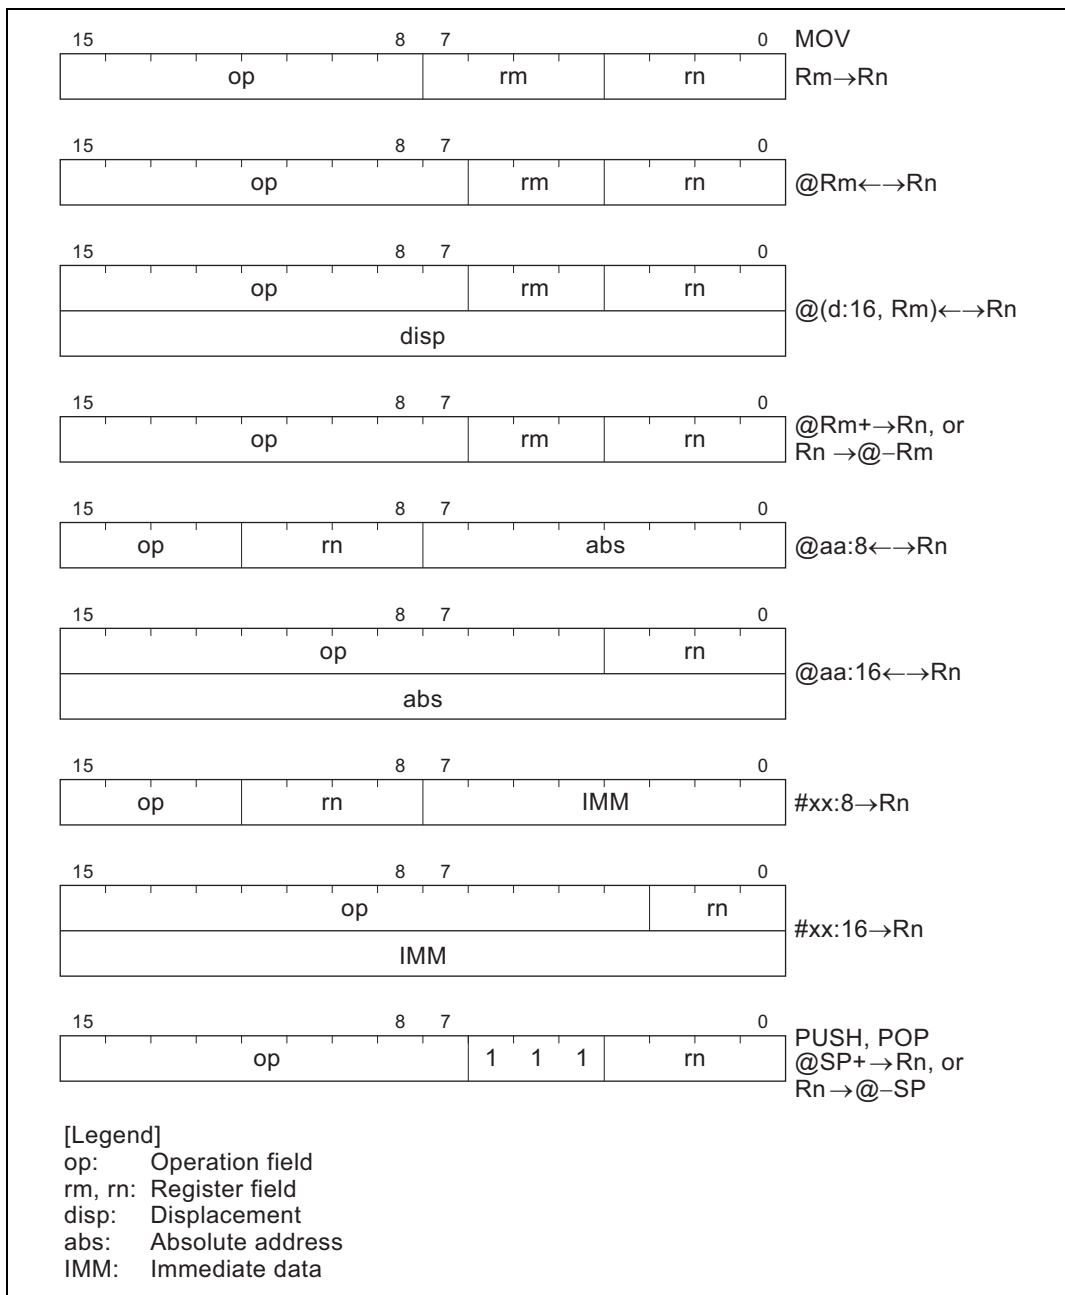 15 8 7 0 MOV
op rm rn Rm→Rn
15 8 7 0
op rm rn @Rm←→Rn
15 8 7 0
op rm rn
disp
@(d:16, Rm)←→Rn
15 8 7 0
op rm rn
@Rm+→Rn, or
Rn →@−Rm
15 8 7 0
op rn abs @aa:8←→Rn
15 8 7 0
op rn
abs
@aa:16←→Rn
15 8 7 0
op rn IMM #xx:8→Rn
15 8 7 0
op rn
IMM
#xx:16→Rn
15 8 7 0
op 1 1 1 rn
PUSH, POP
@SP+→Rn, or
Rn→@−SP
[Legend]
op: Operation field
rm, rn: Register field
disp: Displacement
abs: Absolute address
IMM: Immediate data